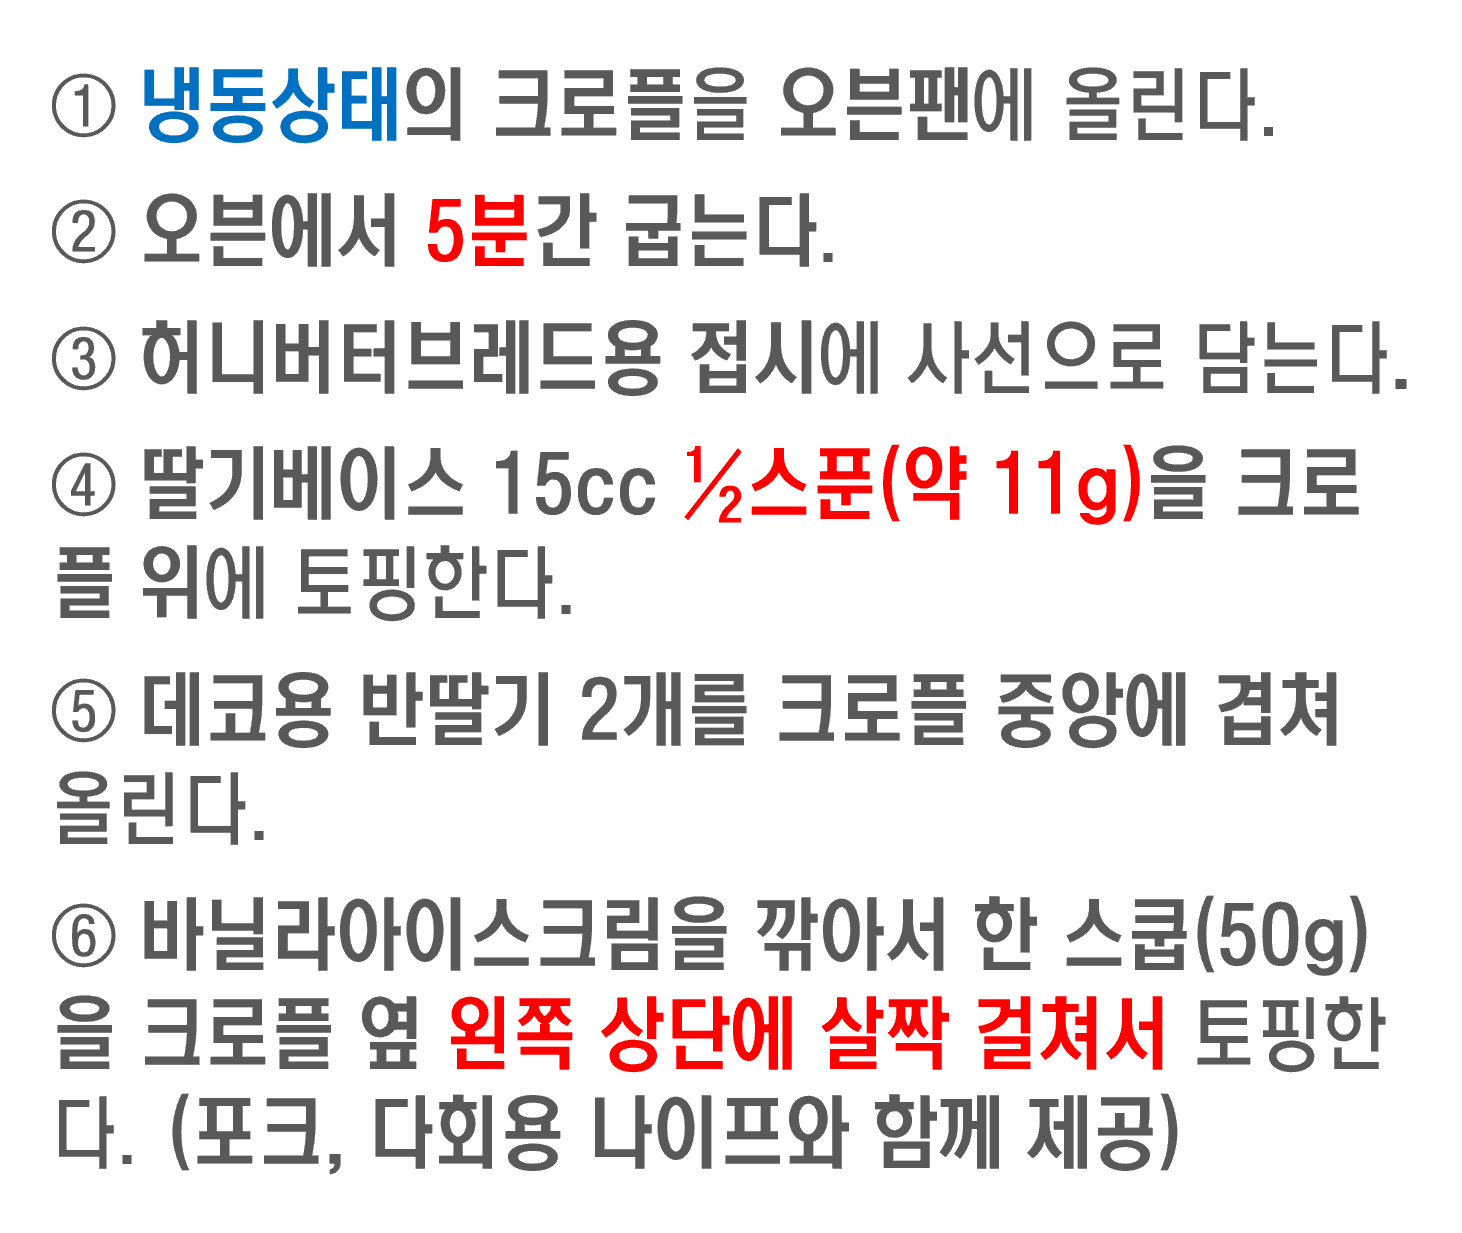 ① 냉동상태의 크로플을 오븐팬에 올린다.
② 오븐에서 5분간 굽는다.
③ 허니버터브레드용 접시에 사선으로 담는다.
④ 딸기베이스 15cc ½스푼(약 11g)을 크로
플 위에 토핑한다.
⑤ 데코용 반딸기 2개를 크로플 중앙에 겹쳐
올린다.
⑥ 바닐라아이스크림을 깎아서 한 스쿱(50g)
을 크로플 옆 왼쪽 상단에 살짝 걸쳐서 토핑한
다. (포크, 다회용 나이프와 함께 제공)